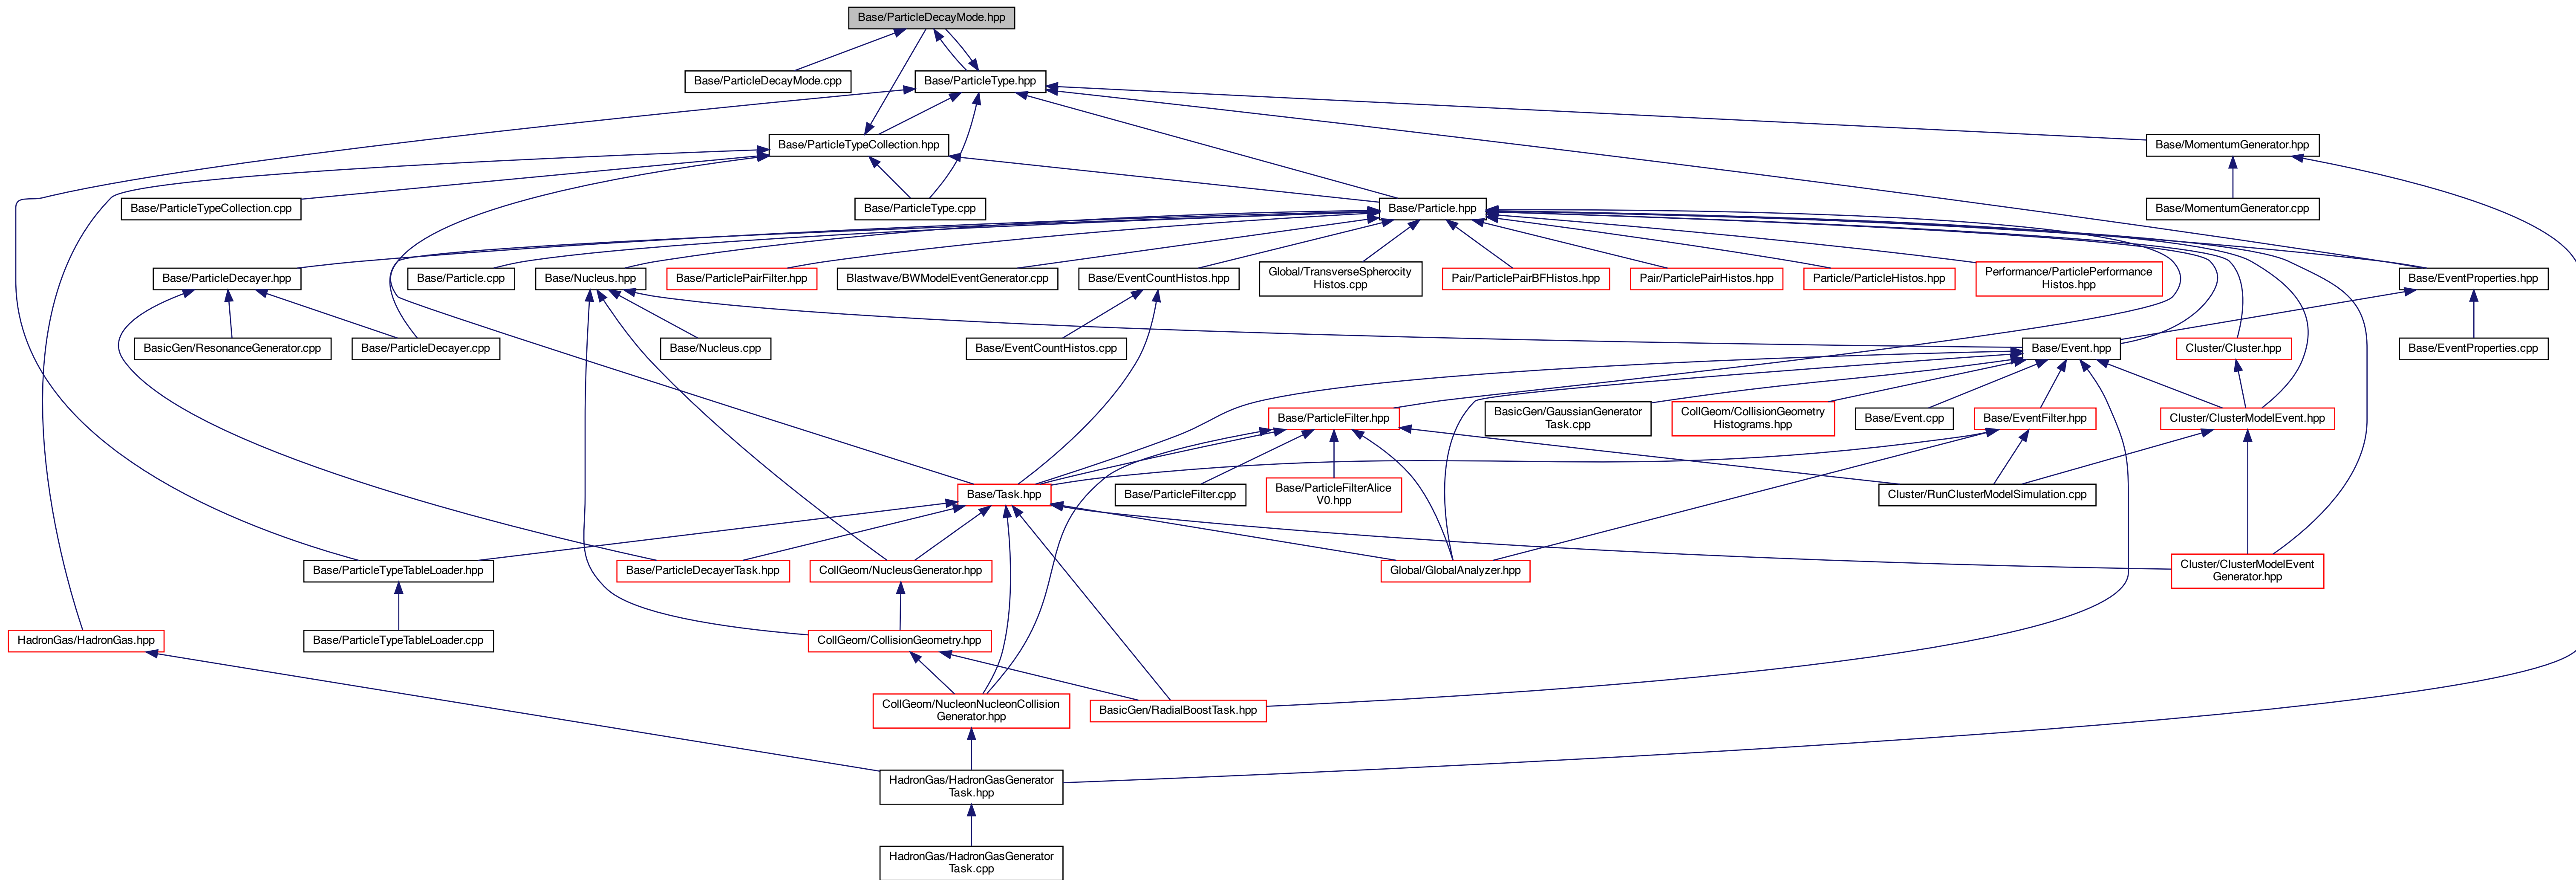 Base/ParticleDecayMode.hpp
Base/ParticleDecayMode.cpp
Base/ParticleType.hpp
Base/ParticleTypeCollection.hpp
Base/MomentumGenerator.hpp
Base/ParticleTypeCollection.cpp
Base/ParticleType.cpp
Base/Particle.hpp
Base/MomentumGenerator.cpp
Base/ParticleDecayer.hpp
Base/Particle.cpp
Base/Nucleus.hpp
Base/ParticlePairFilter.hpp
Blastwave/BWModelEventGenerator.cpp
Base/EventCountHistos.hpp
Global/TransverseSpherocity
Histos.cpp
Pair/ParticlePairBFHistos.hpp
Pair/ParticlePairHistos.hpp
Particle/ParticleHistos.hpp
Performance/ParticlePerformance
Histos.hpp
Base/EventProperties.hpp
BasicGen/ResonanceGenerator.cpp
Base/ParticleDecayer.cpp
Base/Nucleus.cpp
Base/EventCountHistos.cpp
Base/Event.hpp
Cluster/Cluster.hpp
Base/EventProperties.cpp
Base/ParticleFilter.hpp
BasicGen/GaussianGenerator
Task.cpp
CollGeom/CollisionGeometry
Histograms.hpp
Base/Event.cpp
Base/EventFilter.hpp
Cluster/ClusterModelEvent.hpp
Base/Task.hpp
Base/ParticleFilter.cpp
Base/ParticleFilterAlice
V0.hpp
Cluster/RunClusterModelSimulation.cpp
Base/ParticleTypeTableLoader.hpp
Base/ParticleDecayerTask.hpp
CollGeom/NucleusGenerator.hpp
Global/GlobalAnalyzer.hpp
Cluster/ClusterModelEvent
Generator.hpp
HadronGas/HadronGas.hpp
Base/ParticleTypeTableLoader.cpp
CollGeom/CollisionGeometry.hpp
CollGeom/NucleonNucleonCollision
Generator.hpp
BasicGen/RadialBoostTask.hpp
HadronGas/HadronGasGenerator
Task.hpp
HadronGas/HadronGasGenerator
Task.cpp